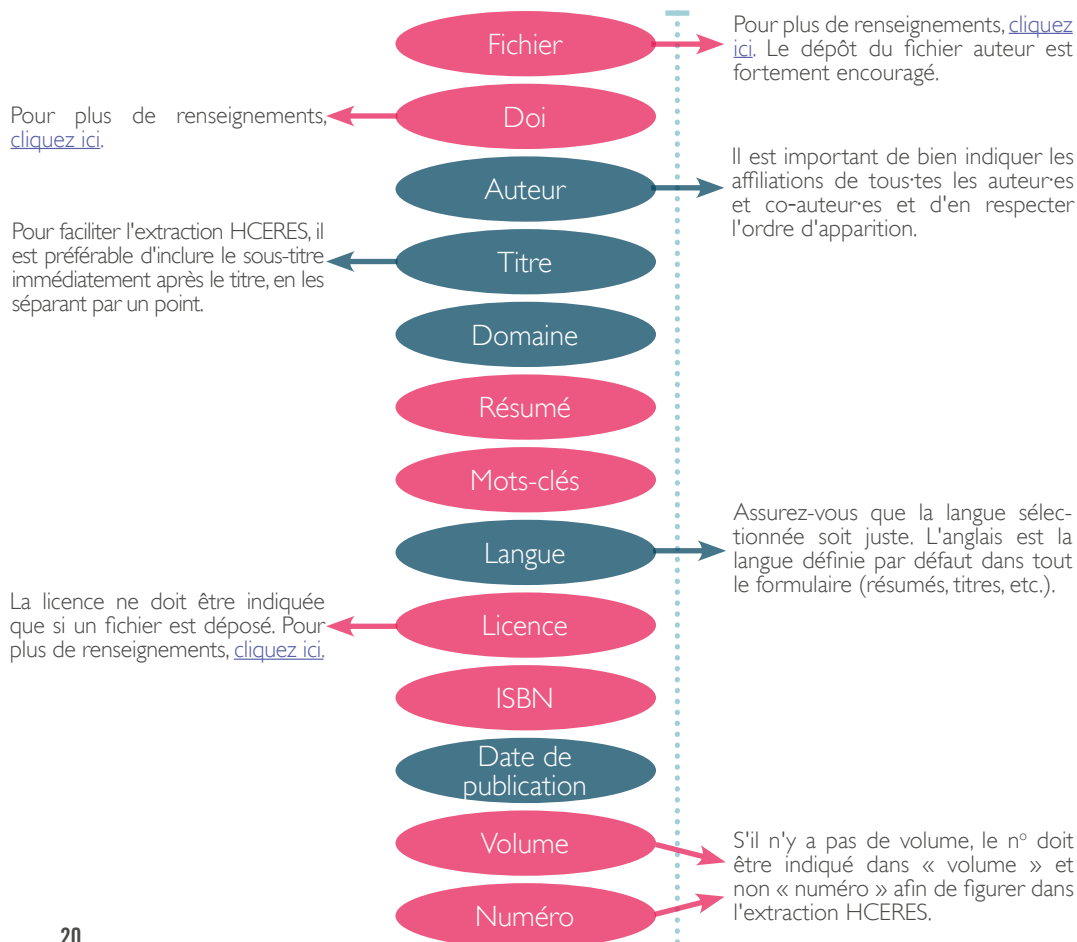 Fichier
Pour plus de renseignements, cliquez
ici. Le dépôt du fichier auteur est
fortement encouragé.
Pour plus de renseignements,
cliquez ici.
Doi
Auteur
Il est important de bien indiquer les
affiliations de tous·tes les auteur·es
et co-auteur·es et d'en respecter
l'ordre d'apparition.
Pour faciliter l'extraction HCERES, il
est préférable d'inclure le sous-titre
immédiatement après le titre, en les
séparant par un point.
Titre
Domaine
Résumé
Mots-clés
Langue
Assurez-vous que la langue sélec-
tionnée soit juste. L'anglais est la
langue définie par défaut dans tout
le formulaire (résumés, titres, etc.).
La licence ne doit être indiquée
que si un fichier est déposé. Pour
plus de renseignements, cliquez ici.
Licence
ISBN
Date de
publication
Volume
Numéro
S'il n'y a pas de volume, le n° doit
être indiqué dans « volume » et
non « numéro » afin de figurer dans
l'extraction HCERES.
20